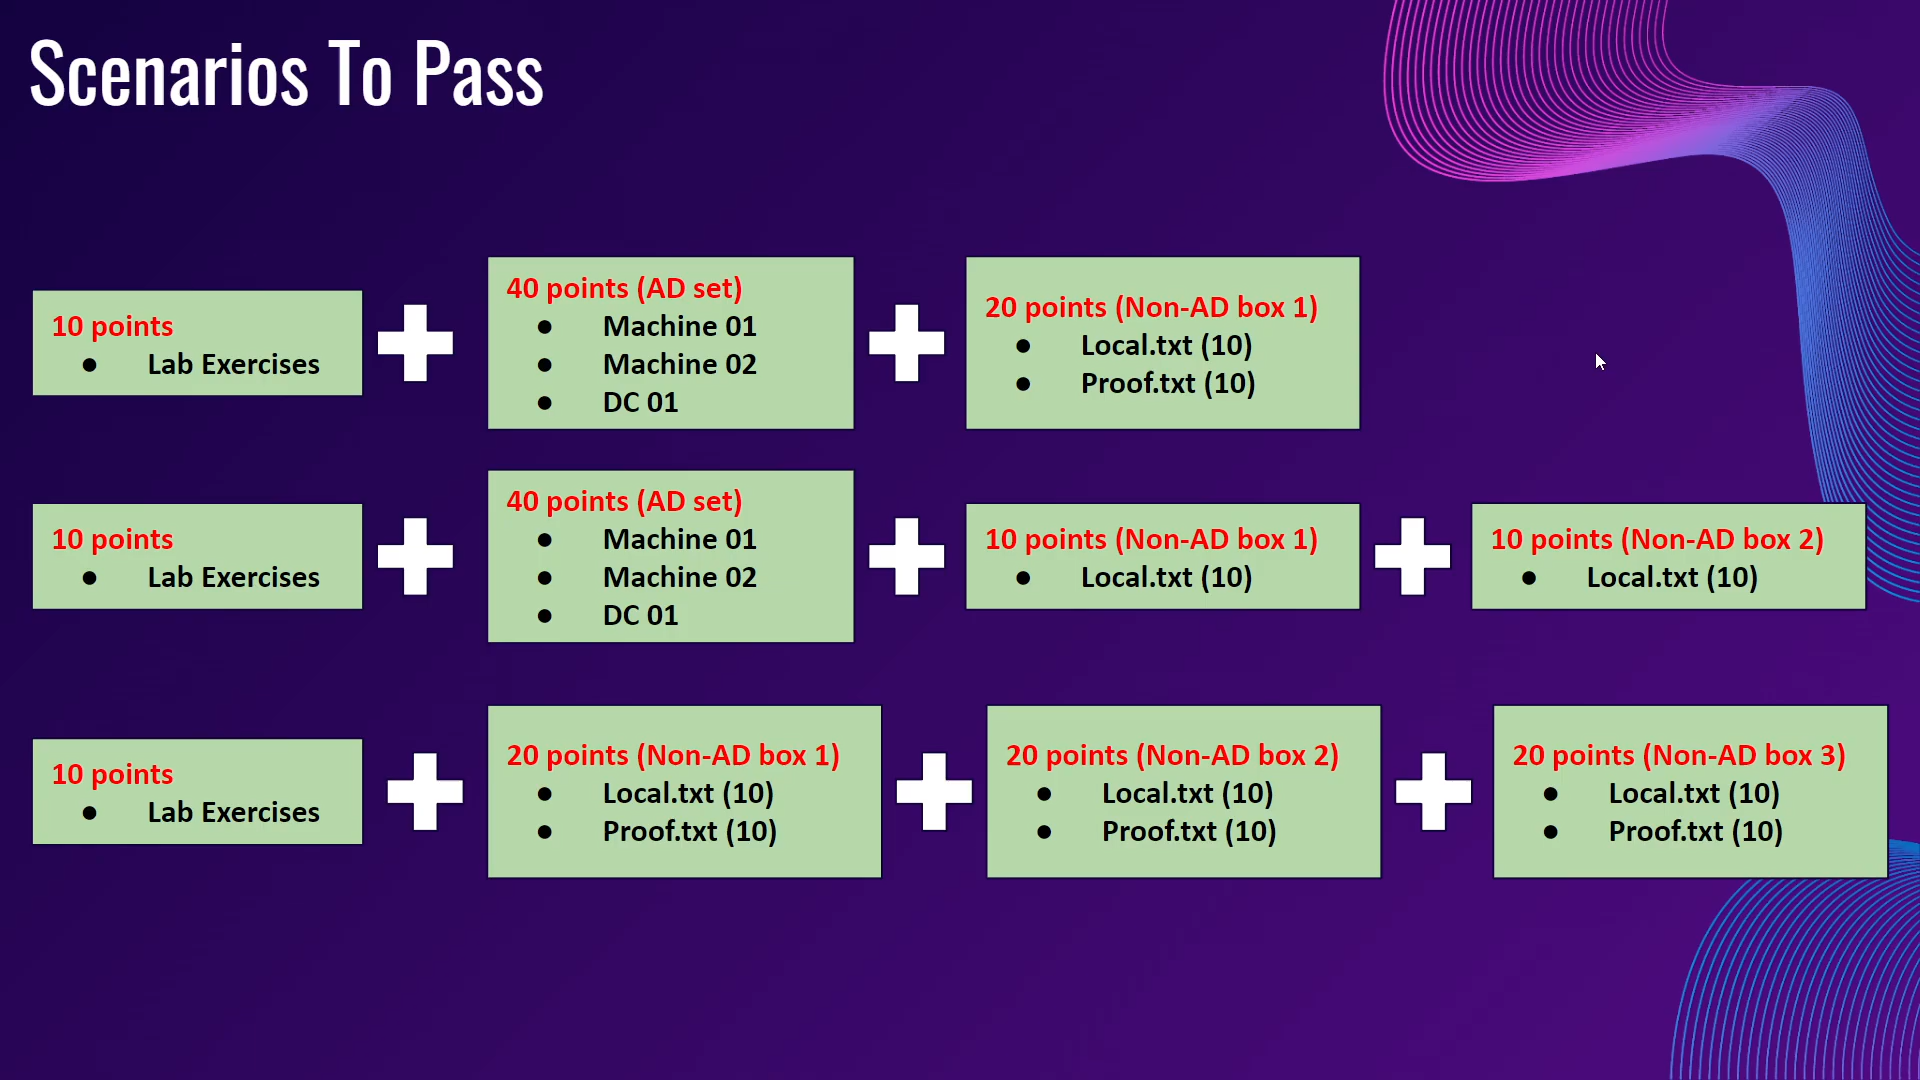 Scenarios To Pass
10 points
● Lab Exercises
40 points (AD set)
● Machine 01
● Machine 02
● DC 01
20 points (Non-AD box 1)
● Local.txt (10)
● Proof.txt (10)
10 points
● Lab Exercises
40 points (AD set)
● Machine 01
● Machine 02
● DC 01
10 points (Non-AD box 1)
● Local.txt (10)
10 points (Non-AD box 2)
● Local.txt (10)
10 points
● Lab Exercises
20 points (Non-AD box 1)
● Local.txt (10)
● Proof.txt (10)
20 points (Non-AD box 2)
● Local.txt (10)
● Proof.txt (10)
20 points (Non-AD box 3)
● Local.txt (10)
● Proof.txt (10)